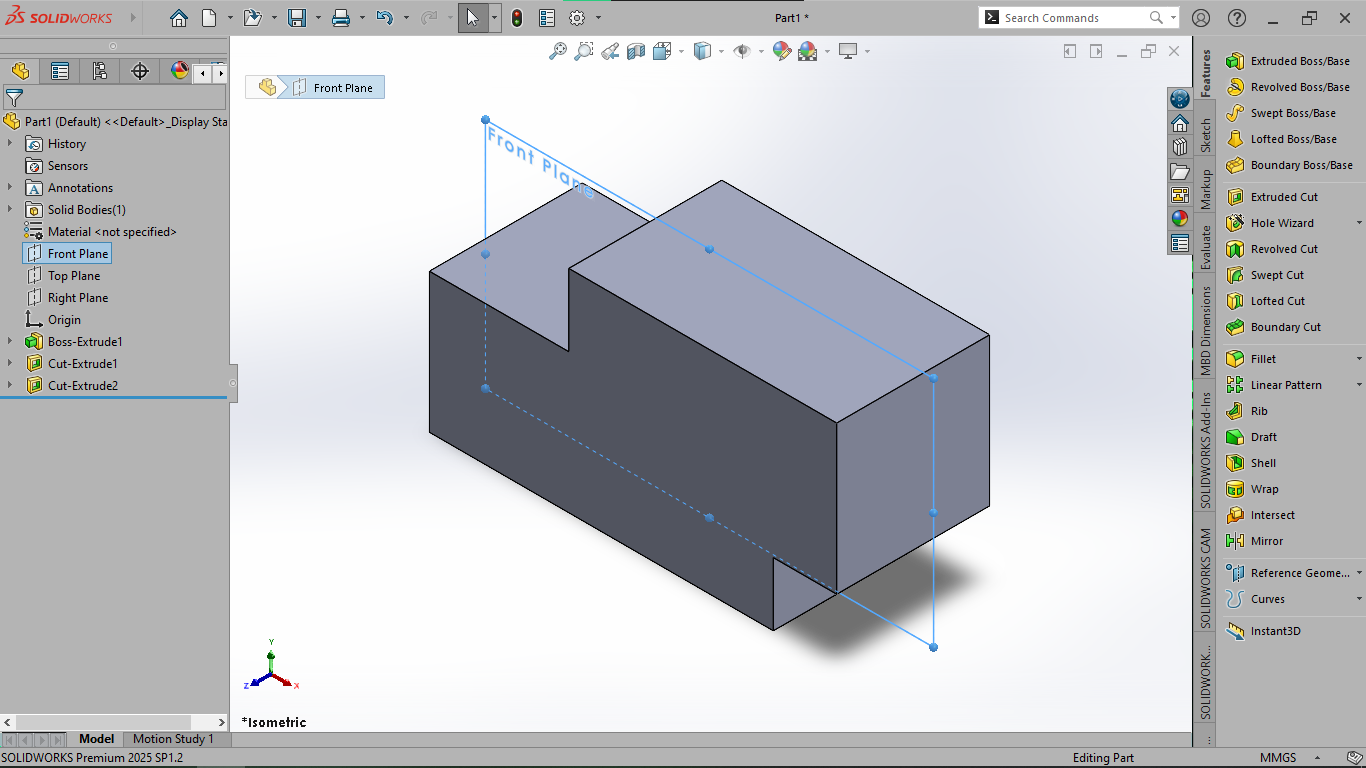 SOLIDWORKS
Part1 *
Search Commands
Front Plane
Part1 (Default) <<Default>_Display Sta
History
Sensors
Annotations
Solid Bodies(1)
Material <not specified>
Front Plane
Top Plane
Right Plane
Origin
Boss-Extrude1
Cut-Extrude1
Cut-Extrude2
Front Plane
Y
Z
X
*Isometric
Features
Sketch
Markup
Evaluate
MBD Dimensions
SOLIDWORKS Add-Ins
SOLIDWORKS CAM
SOLIDWORK...
Extruded Boss/Base
Revolved Boss/Base
Swept Boss/Base
Lofted Boss/Base
Boundary Boss/Base
Extruded Cut
Hole Wizard
Revolved Cut
Swept Cut
Lofted Cut
Boundary Cut
Fillet
Linear Pattern
Rib
Draft
Shell
Wrap
Intersect
Mirror
Reference Geome...
Curves
Instant3D
Model
Motion Study 1
SOLIDWORKS Premium 2025 SP1.2
Editing Part
MMGS